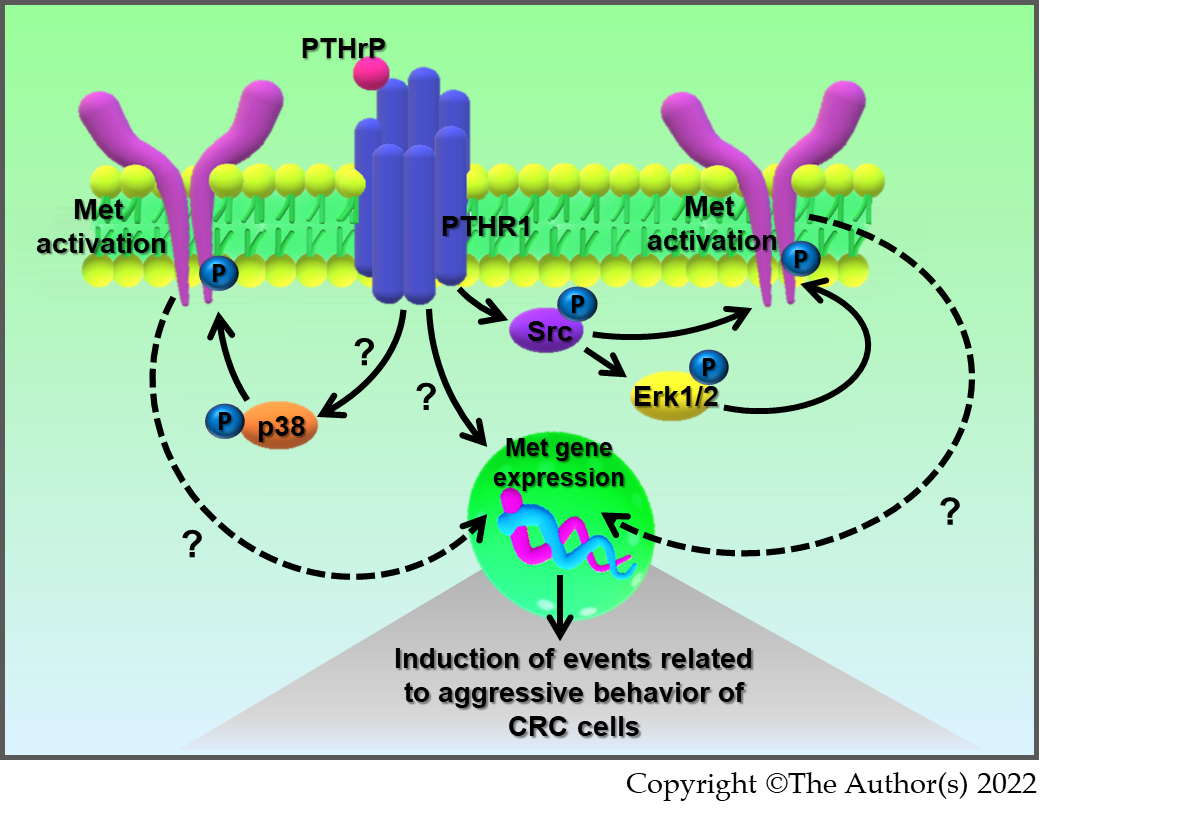 PTHrP
Met
activation
P
PTHR1
Met
activation
P
Src
P
Erk1/2
P
?
?
p38
P
Met gene
expression
?
?
Induction of events related
to aggressive behavior of
CRC cells
Copyright ©The Author(s) 2022